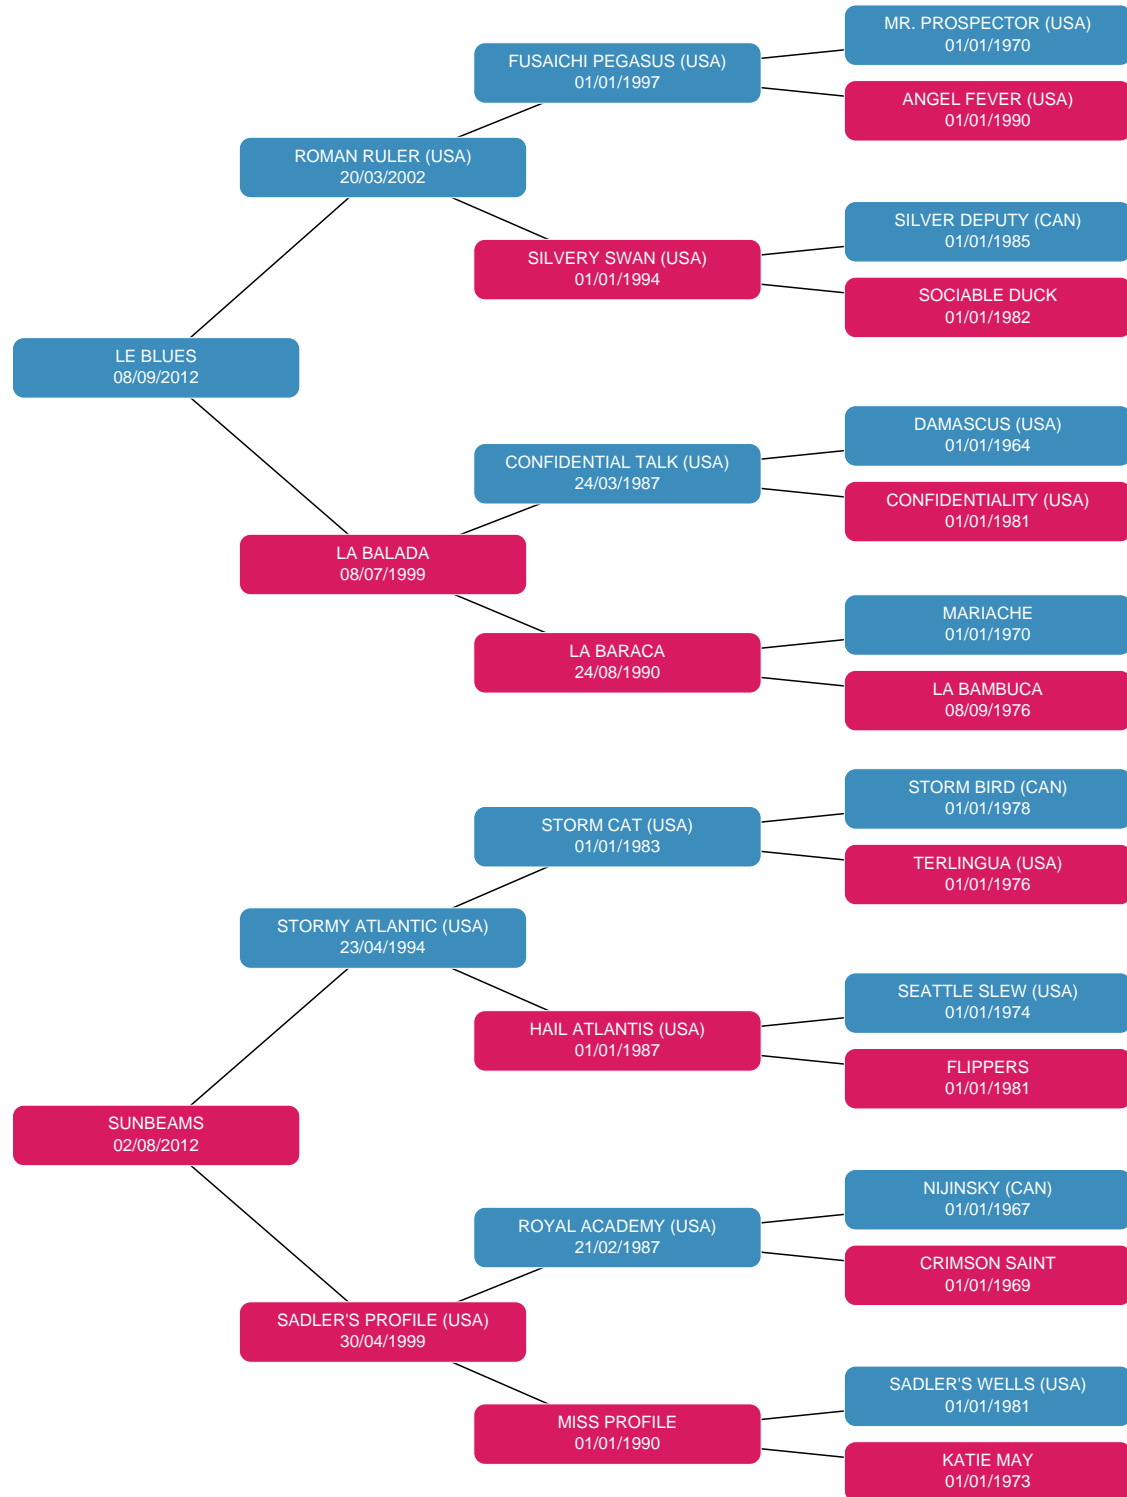 MR. PROSPECTOR (USA)
01/01/1970
FUSAICHI PEGASUS (USA)
01/01/1997
ANGEL FEVER (USA)
01/01/1990
ROMAN RULER (USA)
20/03/2002
SILVER DEPUTY (CAN)
01/01/1985
SILVERY SWAN (USA)
01/01/1994
SOCIABLE DUCK
01/01/1982
LE BLUES
08/09/2012
DAMASCUS (USA)
01/01/1964
CONFIDENTIAL TALK (USA)
24/03/1987
CONFIDENTIALITY (USA)
01/01/1981
LA BALADA
08/07/1999
MARIACHE
01/01/1970
LA BARACA
24/08/1990
LA BAMBUCA
08/09/1976
STORM BIRD (CAN)
01/01/1978
STORM CAT (USA)
01/01/1983
TERLINGUA (USA)
01/01/1976
STORMY ATLANTIC (USA)
23/04/1994
SEATTLE SLEW (USA)
01/01/1974
HAIL ATLANTIS (USA)
01/01/1987
FLIPPERS
01/01/1981
SUNBEAMS
02/08/2012
NIJINSKY (CAN)
01/01/1967
ROYAL ACADEMY (USA)
21/02/1987
CRIMSON SAINT
01/01/1969
SADLER'S PROFILE (USA)
30/04/1999
SADLER'S WELLS (USA)
01/01/1981
MISS PROFILE
01/01/1990
KATIE MAY
01/01/1973